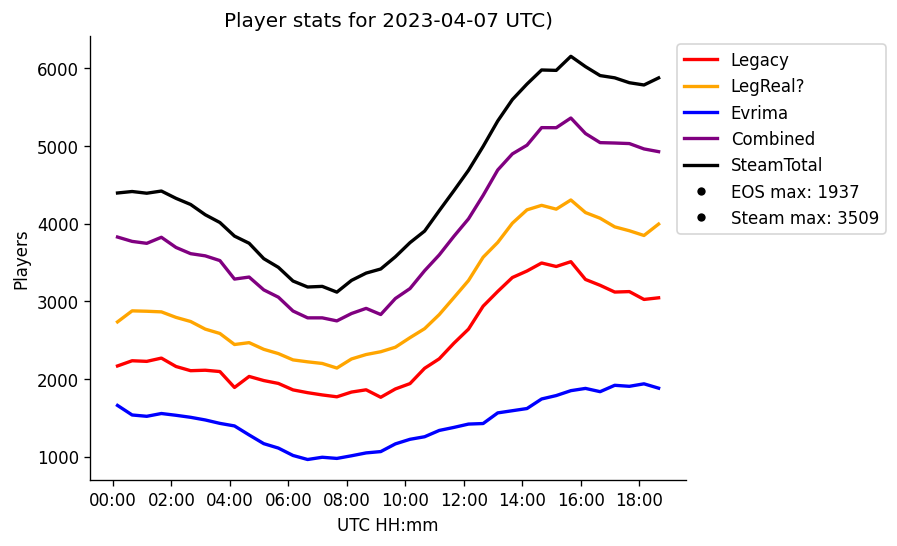 Player stats for 2023-04-07 UTC)
Legacy
LegReal?
Evrima
Combined
SteamTotal
EOS max: 1937
Steam max: 3509
Players
6000
5000
4000
3000
2000
1000
00:00 02:00 04:00 06:00 08:00 10:00 12:00 14:00 16:00 18:00
UTC HH:mm